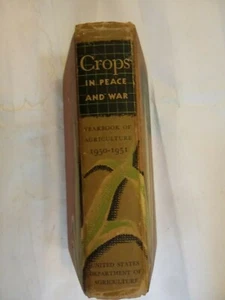 Crops
IN PEACE
AND WAR
YEARBOOK OF
AGRICULTURE
1950-1951
UNITED STATES
DEPARTMENT OF
AGRICULTURE